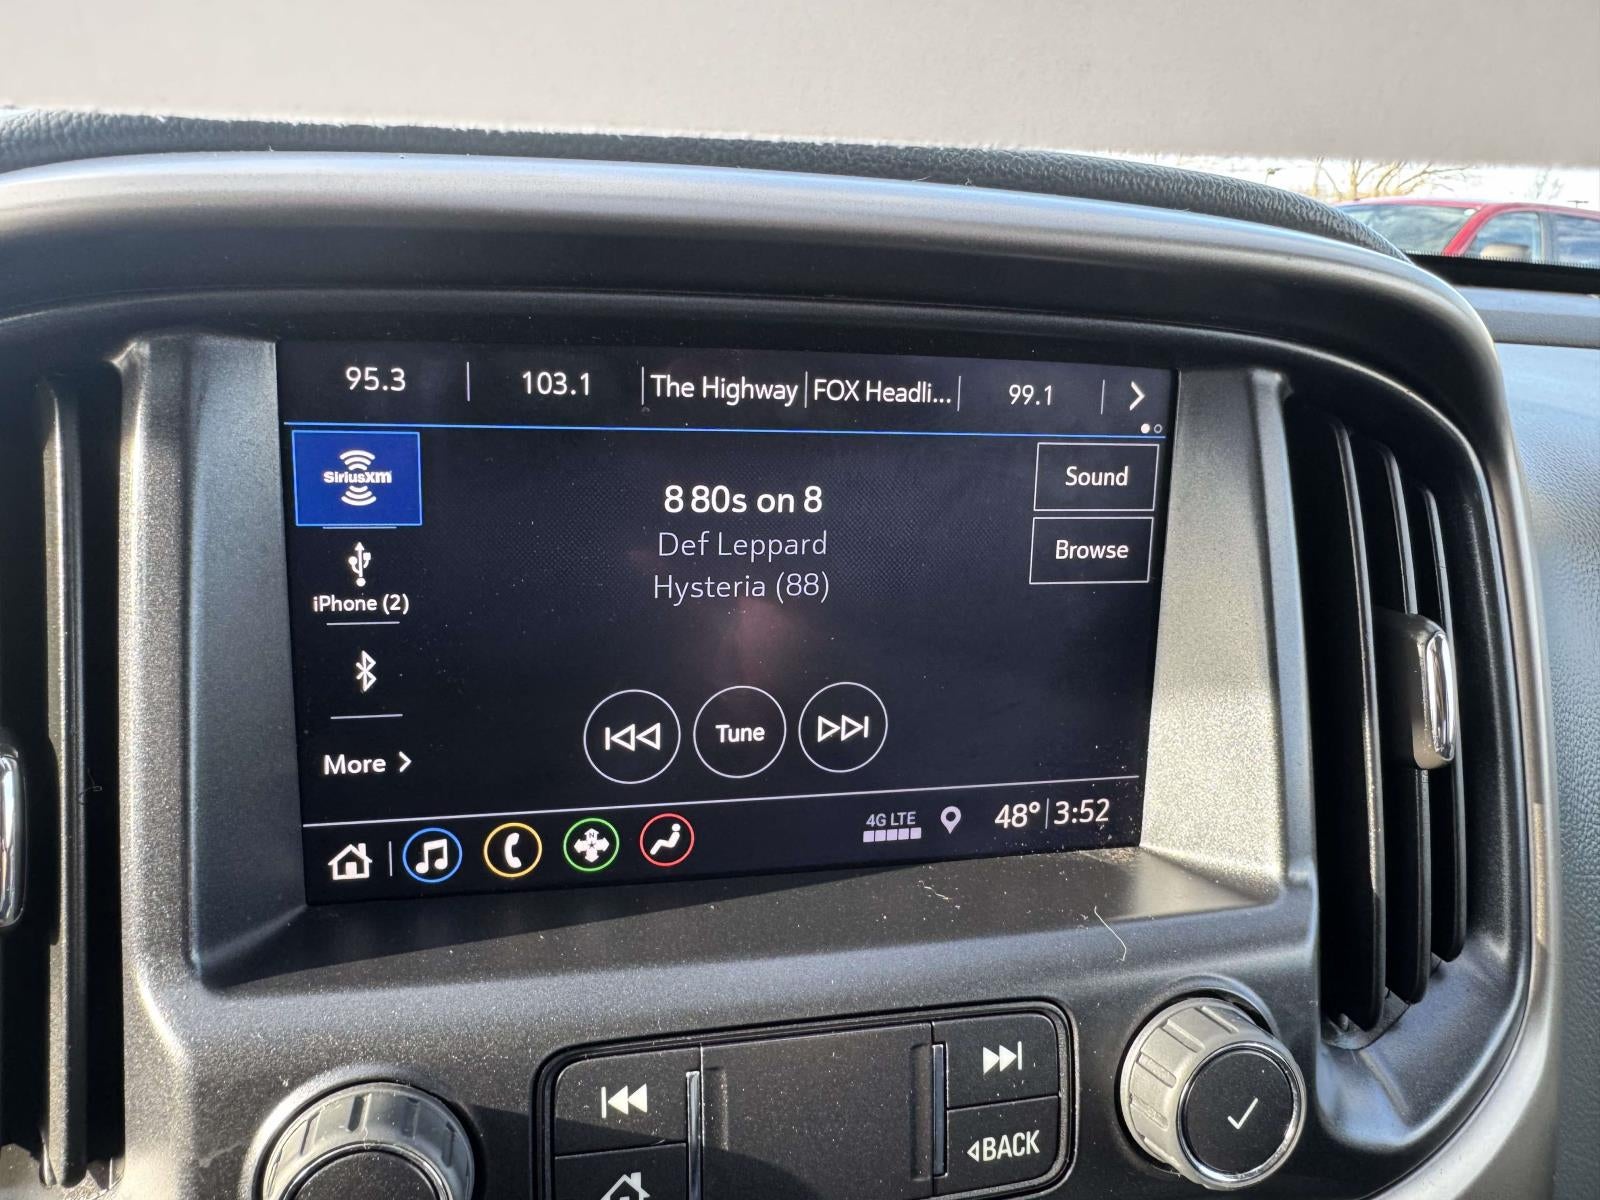 95.3 | 103.1 | The Highway | FOX Headli... | 99.1
SiriusXM
Sound
8 80s on 8
Def Leppard
Browse
Hysteria (88)
iPhone (2)
Tune
More
4G LTE
48° | 3:52
N
BACK